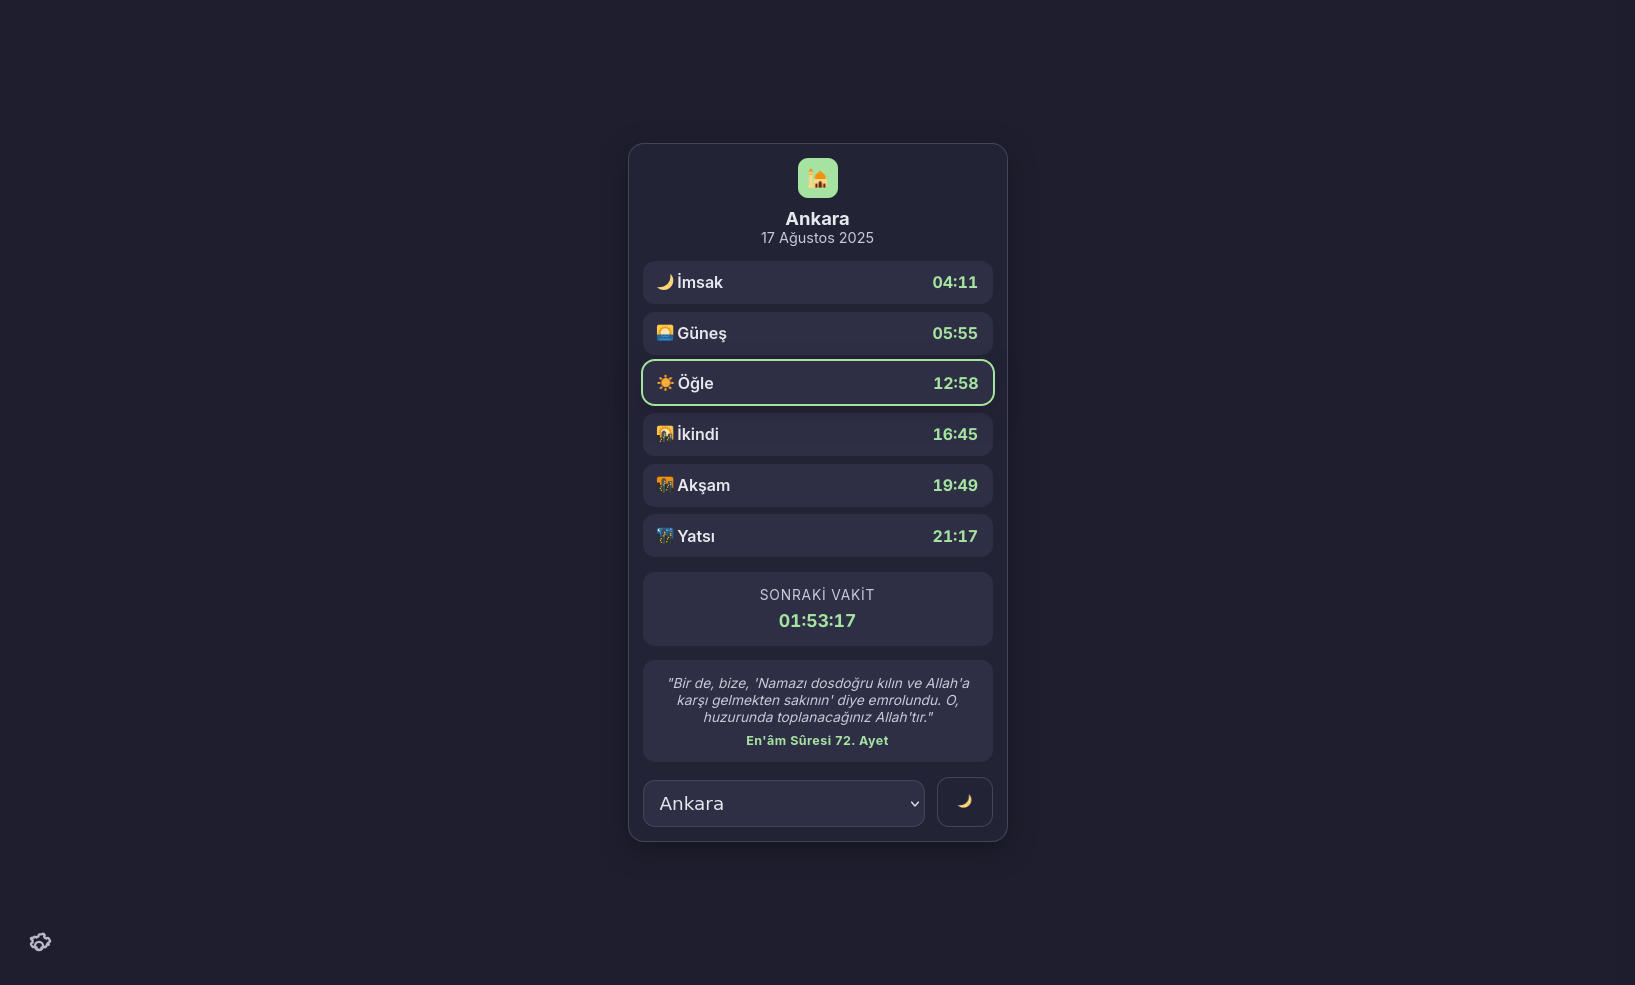 Ankara
17 Ağustos 2025
İmsak 04:11
Güneş 05:55
Öğle 12:58
İkindi 16:45
Akşam 19:49
Yatsı 21:17
SONRAKİ VAKİT
01:53:17
"Bir de, bize, 'Namazı dosdoğru kılın ve Allah'a
karşı gelmekten sakının' diye emrolundu. O,
huzurunda toplanacağınız Allah'tır."
En'âm Sûresi 72. Ayet
Ankara